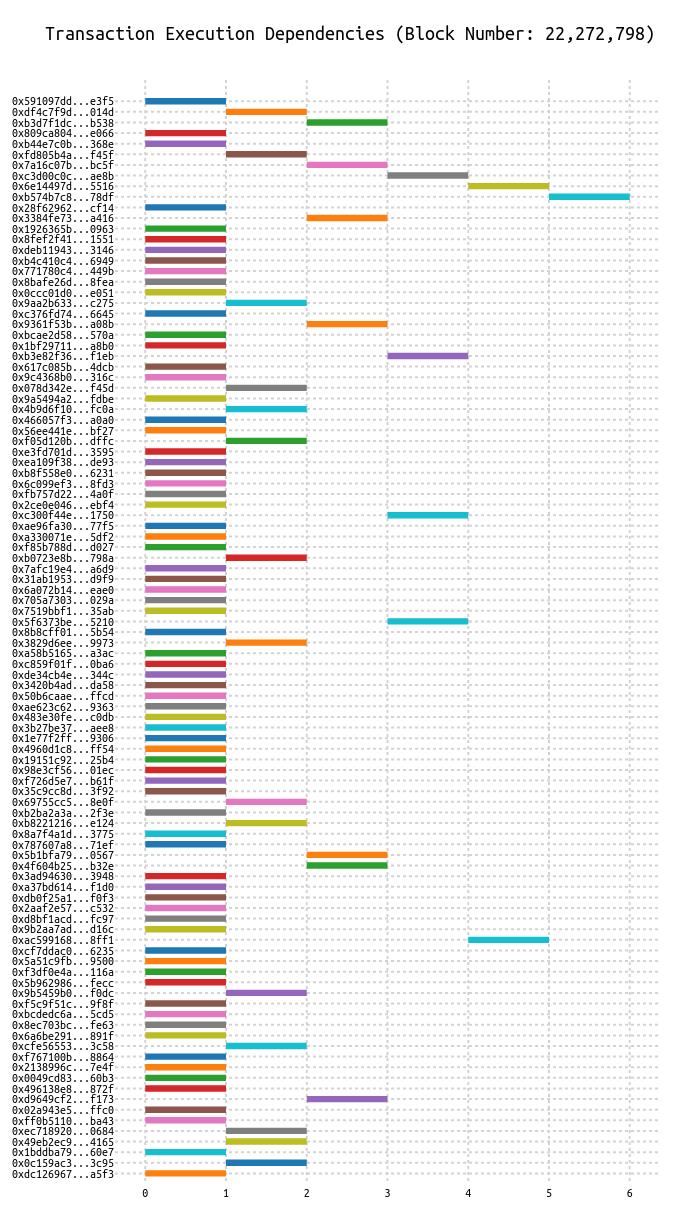 Transaction Execution Dependencies (Block Number: 22,272,798)
0x591097dd...e3f5
0xdf4c7f9d...014d
0xb3d7f1dc...b538
0x809ca804...e066
0xb44e7c0b...368e
0xfd805b4a...f45f
0x7a16c07b...bc5f
0xc3d00c0c...ae8b
0x6e14497d...5516
0xb574b7c8...78df
0x28f62962...cf14
0x3384fe73...a416
0x1926365b...0963
0x8fef2f41...1551
0xdeb11943...3146
0xb4c410c4...6949
0x771780c4...449b
0x8bafe26d...8fea
0x0ccc01d0...e051
0x9aa2b633...c275
0xc376fd74...6645
0x9361f53b...a08b
0xbcae2d58...570a
0x1bf29711...a8b0
0xb3e82f36...f1eb
0x617c085b...4dcb
0x9c4368b0...316c
0x078d342e...f45d
0x9a5494a2...fdbe
0x4b9d6f10...fc0a
0x466057f3...a0a0
0x56ee441e...bf27
0xf05d120b...dffc
0xe3fd701d...3595
0xea109f38...de93
0xb8f558e0...6231
0x6c099ef3...8fd3
0xfb757d22...4a0f
0x2ce0e046...ebf4
0xc300f44e...1750
0xae96fa30...77f5
0xa330071e...5df2
0xf85b788d...d027
0xb0723e8b...798a
0x7afc19e4...a6d9
0x31ab1953...d9f9
0x6a072b14...eae0
0x705a7303...029a
0x7519bbf1...35ab
0x5f6373be...5210
0x8b8cff01...5b54
0x3829d6ee...9973
0xa58b5165...a3ac
0xc859f01f...0ba6
0xde34cb4e...344c
0x3420b4ad...da58
0x50b6caae...ffcd
0xae623c62...9363
0x483e30fe...c0db
0x3b27be37...aee8
0x1e77f2ff...9306
0x4960d1c8...ff54
0x19151c92...25b4
0x98e3cf56...01ec
0xf726d5e7...b61f
0x35c9cc8d...3f92
0x69755cc5...8e0f
0xb2ba2a3a...2f3e
0xb8221216...e124
0x8a7f4a1d...3775
0x787607a8...71ef
0x5b1bfa79...0567
0x4f604b25...b32e
0x3ad94630...3948
0xa37bd614...f1d0
0xdb0f25a1...f0f3
0x2aaf2e57...c532
0xd8bf1acd...fc97
0x9b2aa7ad...d16c
0xac599168...8ff1
0xcf7ddac0...6235
0x5a51c9fb...9500
0xf3df0e4a...116a
0x5b962986...fecc
0x9b5459b0...f0dc
0xf5c9f51c...9f8f
0xbcdedc6a...5cd5
0x8ec703bc...fe63
0x6a6be291...891f
0xcfe56553...3c58
0xf767100b...8864
0x2138996c...7e4f
0x0049cd83...60b3
0x496138e8...872f
0xd9649cf2...f173
0x02a943e5...ffc0
0xff0b5110...ba43
0xec718920...0684
0x49eb2ec9...4165
0x1bddba79...60e7
0x0c159ac3...3c95
0xdc126967...a5f3
0 1 2 3 4 5 6